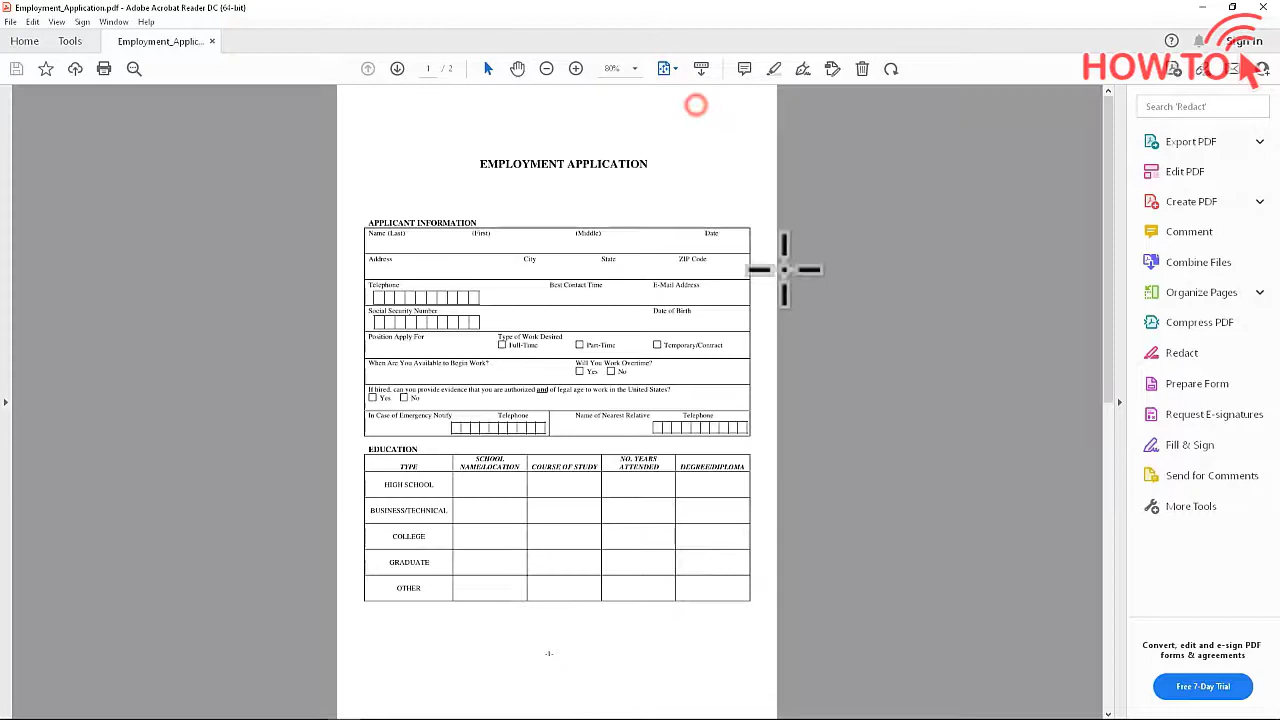 Employment_Application.pdf - Adobe Acrobat Reader DC (64-bit)
File Edit View Sign Window Help
Home Tools Employment_Applic... × Sign In
1 / 2 80%
HOW-TO
Search 'Redact'
EMPLOYMENT APPLICATION
APPLICANT INFORMATION
Name (Last) (First) (Middle) Date
Address City State ZIP Code
Telephone Best Contact Time E-Mail Address
Social Security Number Date of Birth
Position Apply For Type of Work Desired
Full-Time Part-Time Temporary/Contract
When Are You Available to Begin Work? Will You Work Overtime?
Yes No
If hired, can you provide evidence that you are authorized and of legal age to work in the United States?
Yes No
In Case of Emergency Notify Telephone Name of Nearest Relative Telephone
EDUCATION
TYPE SCHOOL NAME/LOCATION COURSE OF STUDY NO. YEARS ATTENDED DEGREE/DIPLOMA
HIGH SCHOOL
BUSINESS/TECHNICAL
COLLEGE
GRADUATE
OTHER
-1-
Export PDF
Edit PDF
Create PDF
Comment
Combine Files
Organize Pages
Compress PDF
Redact
Prepare Form
Request E-signatures
Fill & Sign
Send for Comments
More Tools
Convert, edit and e-sign PDF
forms & agreements
Free 7-Day Trial